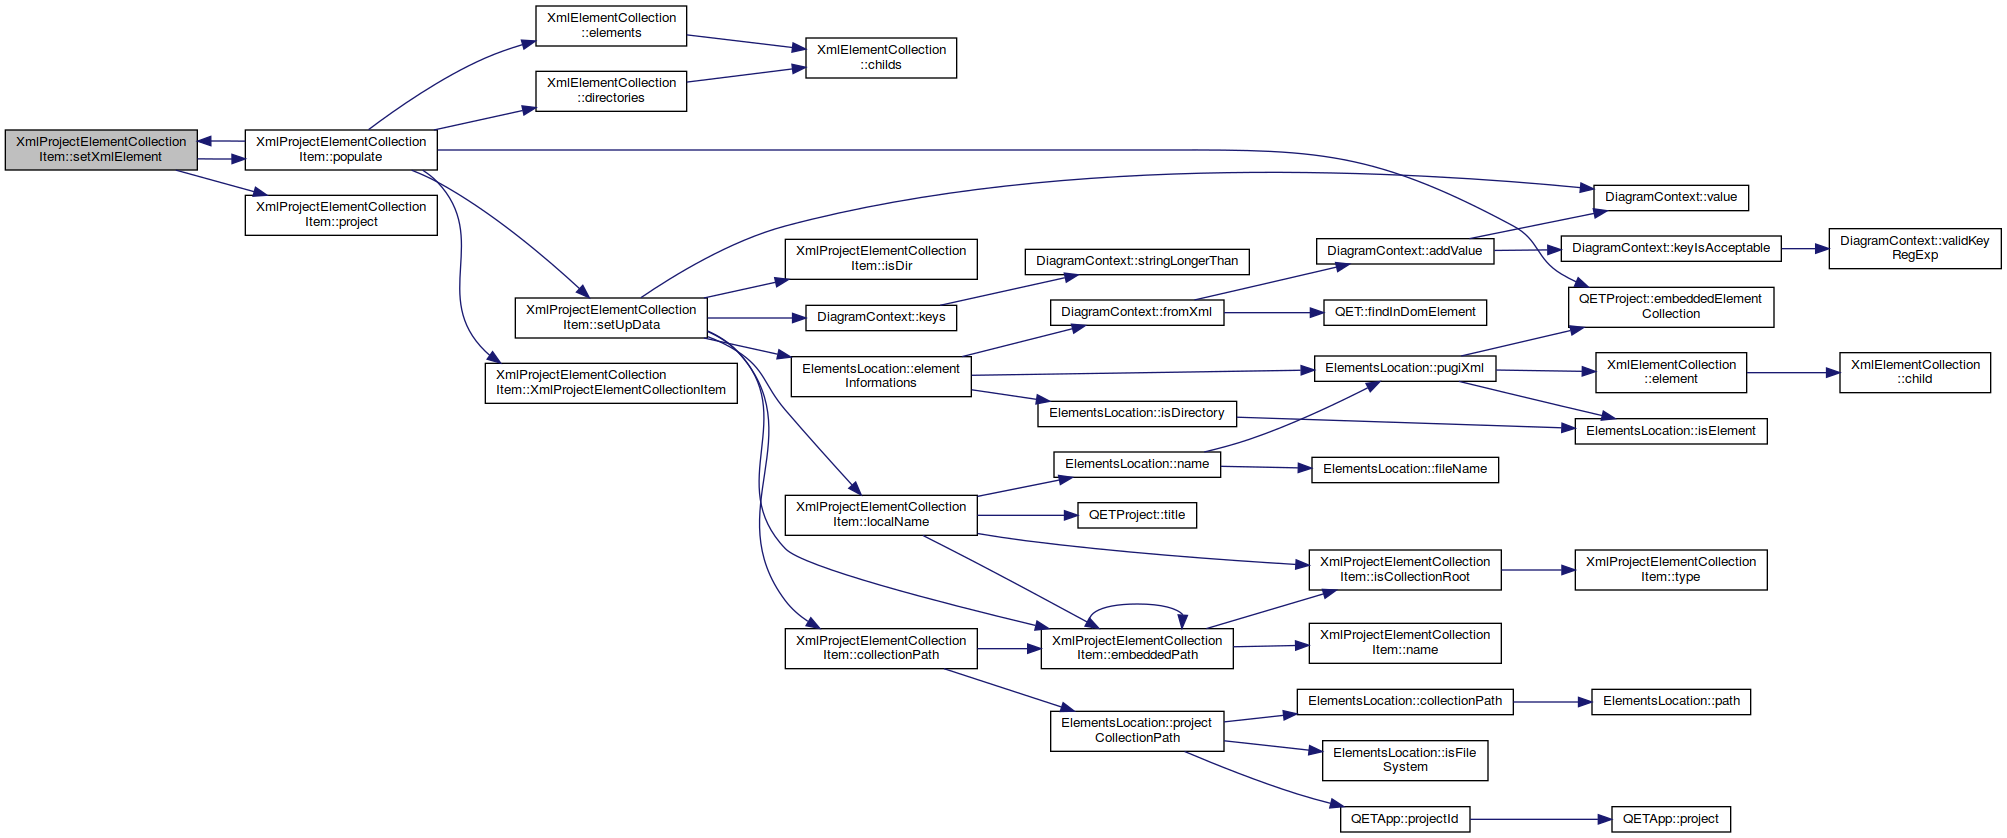 XmlElementCollection
::elements
XmlElementCollection
::childs
XmlElementCollection
::directories
XmlProjectElementCollection
Item::setXmlElement
XmlProjectElementCollection
Item::populate
XmlProjectElementCollection
Item::project
DiagramContext::value
XmlProjectElementCollection
Item::isDir
DiagramContext::stringLongerThan
DiagramContext::addValue
DiagramContext::keyIsAcceptable
DiagramContext::validKey
RegExp
XmlProjectElementCollection
Item::setUpData
DiagramContext::keys
DiagramContext::fromXml
QET::findInDomElement
QETProject::embeddedElement
Collection
XmlProjectElementCollection
Item::XmlProjectElementCollectionItem
ElementsLocation::element
Informations
ElementsLocation::pugiXml
XmlElementCollection
::element
XmlElementCollection
::child
ElementsLocation::isDirectory
ElementsLocation::isElement
ElementsLocation::name
ElementsLocation::fileName
XmlProjectElementCollection
Item::localName
QETProject::title
XmlProjectElementCollection
Item::isCollectionRoot
XmlProjectElementCollection
Item::type
XmlProjectElementCollection
Item::collectionPath
XmlProjectElementCollection
Item::embeddedPath
XmlProjectElementCollection
Item::name
ElementsLocation::project
CollectionPath
ElementsLocation::collectionPath
ElementsLocation::path
ElementsLocation::isFile
System
QETApp::projectId
QETApp::project